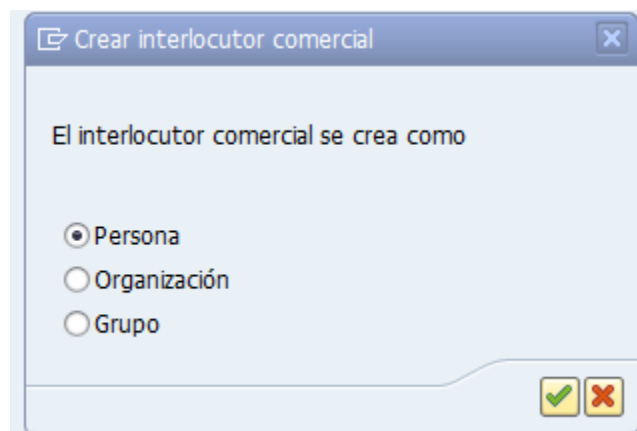 Crear interlocutor comercial
El interlocutor comercial se crea como
Persona
Organización
Grupo